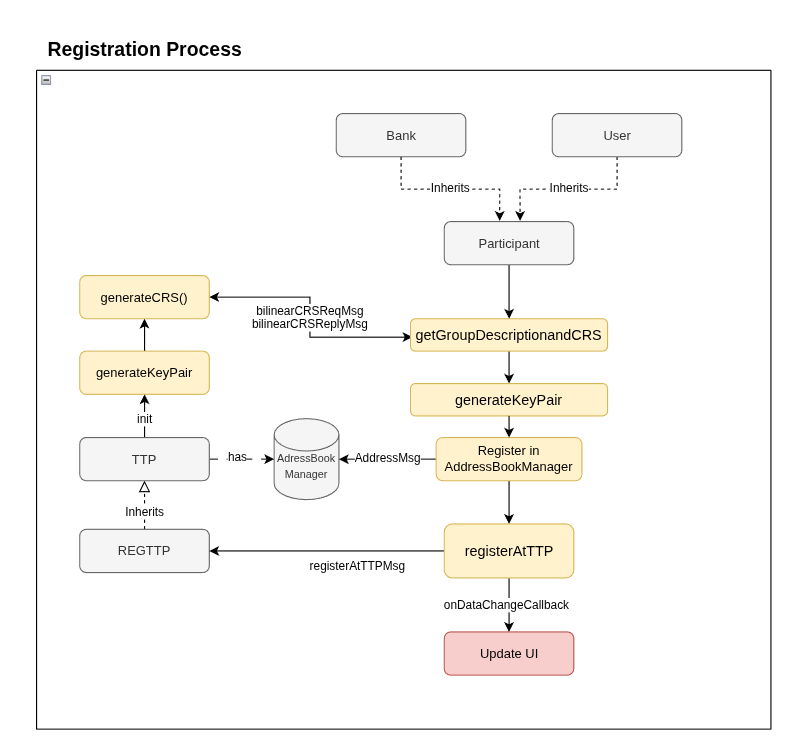 Registration Process
Bank
User
Inherits
Inherits
Participant
generateCRS()
bilinearCRSReqMsg
bilinearCRSReplyMsg
getGroupDescriptionandCRS
generateKeyPair
generateKeyPair
init
TTP
has
AdressBook
Manager
AddressMsg
Register in
AddressBookManager
Inherits
REGTTP
registerAtTTPMsg
registerAtTTP
onDataChangeCallback
Update UI